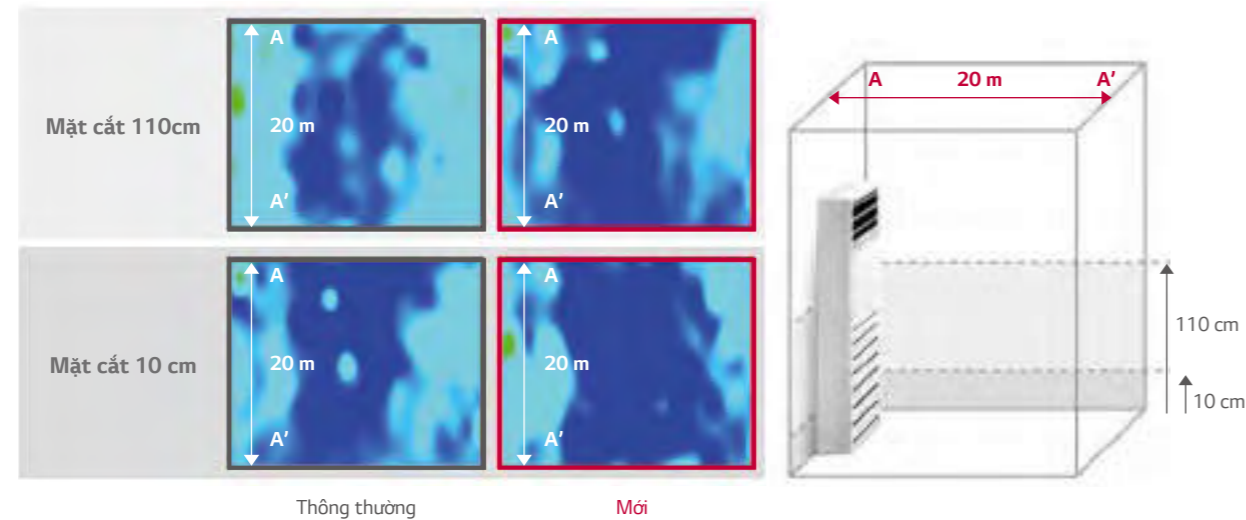 Mặt cắt 110cm
A
20 m
A'
A
20 m
A'
Mặt cắt 10 cm
A
20 m
A'
A
20 m
A'
Thông thường
Mới
A
20 m
A'
110 cm
10 cm